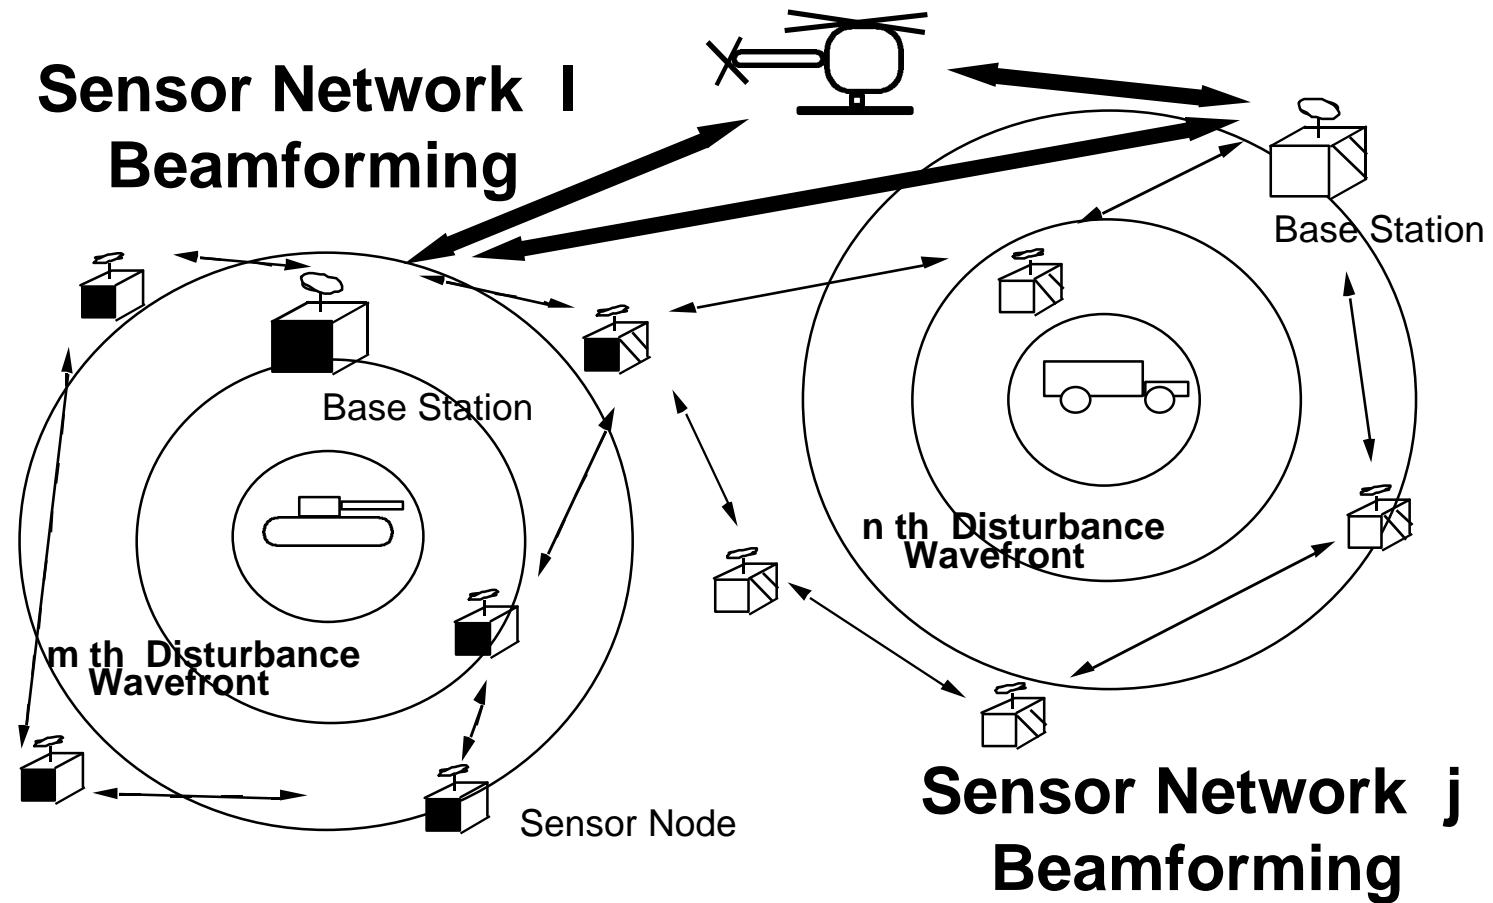 Sensor Network I
Beamforming
Base Station
Base Station
n th Disturbance
Wavefront
m th Disturbance
Wavefront
Sensor Node
Sensor Network j
Beamforming